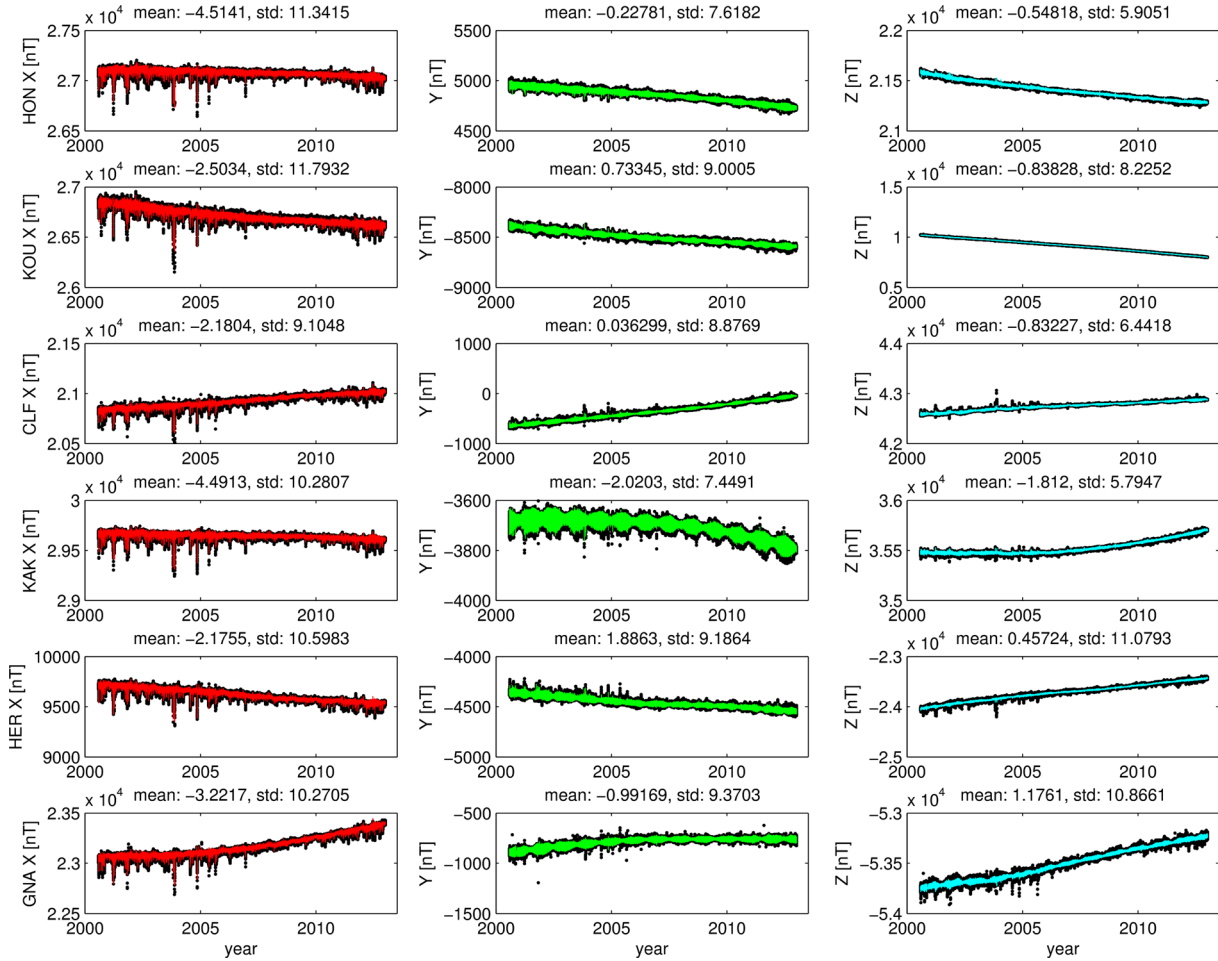 x 10^4 mean: −4.5141, std: 11.3415
mean: −0.22781, std: 7.6182
x 10^4 mean: −0.54818, std: 5.9051
HON X [nT]
2.75
2.7
2.65
2000 2005 2010
Y [nT]
5500
5000
4500
2000 2005 2010
Z [nT]
2.2
2.15
2.1
2000 2005 2010
x 10^4 mean: −2.5034, std: 11.7932
mean: 0.73345, std: 9.0005
x 10^4 mean: −0.83828, std: 8.2252
KOU X [nT]
2.7
2.65
2.6
2000 2005 2010
Y [nT]
−8000
−8500
−9000
2000 2005 2010
Z [nT]
1.5
1
0.5
2000 2005 2010
x 10^4 mean: −2.1804, std: 9.1048
mean: 0.036299, std: 8.8769
x 10^4 mean: −0.83227, std: 6.4418
CLF X [nT]
2.15
2.1
2.05
2000 2005 2010
Y [nT]
1000
0
−1000
2000 2005 2010
Z [nT]
4.4
4.3
4.2
2000 2005 2010
x 10^4 mean: −4.4913, std: 10.2807
mean: −2.0203, std: 7.4491
x 10^4 mean: −1.812, std: 5.7947
KAK X [nT]
3
2.95
2.9
2000 2005 2010
Y [nT]
−3600
−3800
−4000
2000 2005 2010
Z [nT]
3.6
3.55
3.5
2000 2005 2010
mean: −2.1755, std: 10.5983
mean: 1.8863, std: 9.1864
x 10^4 mean: 0.45724, std: 11.0793
HER X [nT]
10000
9500
9000
2000 2005 2010
Y [nT]
−4000
−4500
−5000
2000 2005 2010
Z [nT]
−2.3
−2.4
−2.5
2000 2005 2010
x 10^4 mean: −3.2217, std: 10.2705
mean: −0.99169, std: 9.3703
x 10^4 mean: 1.1761, std: 10.8661
GNA X [nT]
2.35
2.3
2.25
2000 2005 2010
year
Y [nT]
−500
−1000
−1500
2000 2005 2010
year
Z [nT]
−5.3
−5.35
−5.4
2000 2005 2010
year